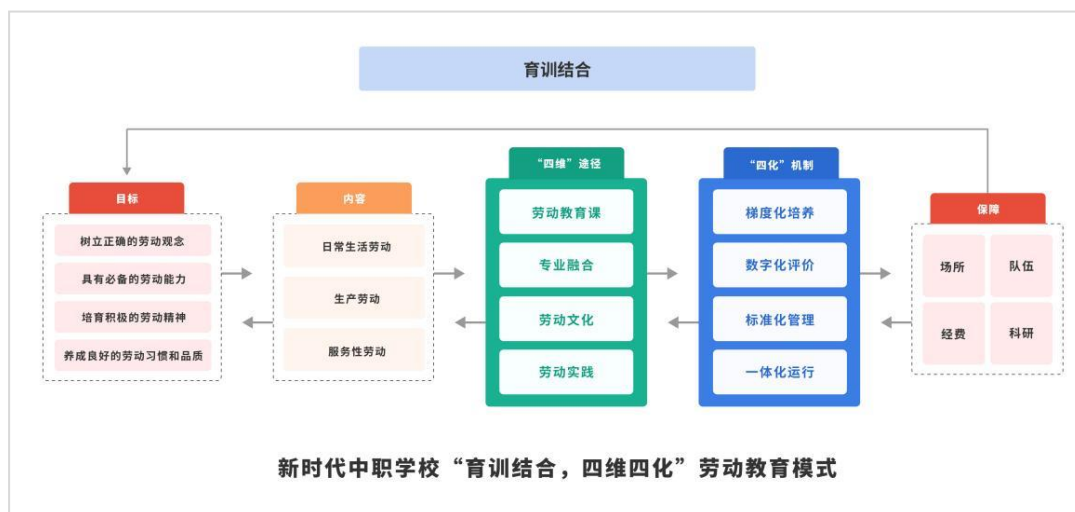 育训结合
目标
树立正确的劳动观念
具有必备的劳动能力
培育积极的劳动精神
养成良好的劳动习惯和品质
内容
日常生活劳动
生产劳动
服务性劳动
“四维”途径
劳动教育课
专业融合
劳动文化
劳动实践
“四化”机制
梯度化培养
数字化评价
标准化管理
一体化运行
保障
场所
队伍
经费
科研
新时代中职学校“育训结合，四维四化”劳动教育模式